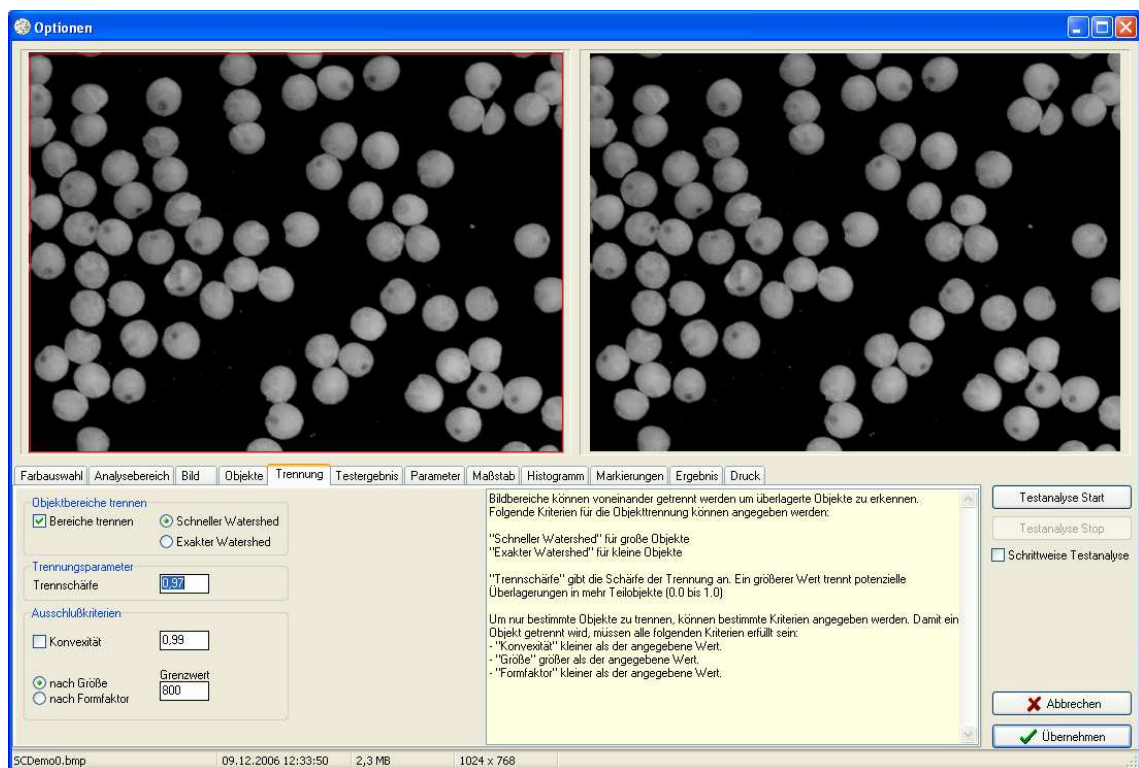 Optionen
Farbauswahl Analysebereich Bild Objekte Trennung Testergebnis Parameter Maßstab Histogramm Markierungen Ergebnis Druck
Objektbereiche trennen
Bereiche trennen
Schneller Watershed
Exakter Watershed
Trennungsparameter
Trennschärfe 0,97
Ausschlußkriterien
Konvexität 0,99
Grenzwert
nach Größe 800
nach Formfaktor
Bildbereiche können voneinander getrennt werden um überlagerte Objekte zu erkennen.
Folgende Kriterien für die Objekttrennung können angegeben werden:
"Schneller Watershed" für große Objekte
"Exakter Watershed" für kleine Objekte
"Trennschärfe" gibt die Schärfe der Trennung an. Ein größerer Wert trennt potenzielle
Überlagerungen in mehr Teilobjekte (0.0 bis 1.0)
Um nur bestimmte Objekte zu trennen, können bestimmte Kriterien angegeben werden. Damit ein
Objekt getrennt wird, müssen alle folgenden Kriterien erfüllt sein:
- "Konvexität" kleiner als der angegebene Wert.
- "Größe" größer als der angegebene Wert.
- "Formfaktor" kleiner als der angegebene Wert.
Testanalyse Start
Testanalyse Stop
Schrittweise Testanalyse
Abbrechen
Übernehmen
SCDemo0.bmp 09.12.2006 12:33:50 2,3 MB 1024 x 768